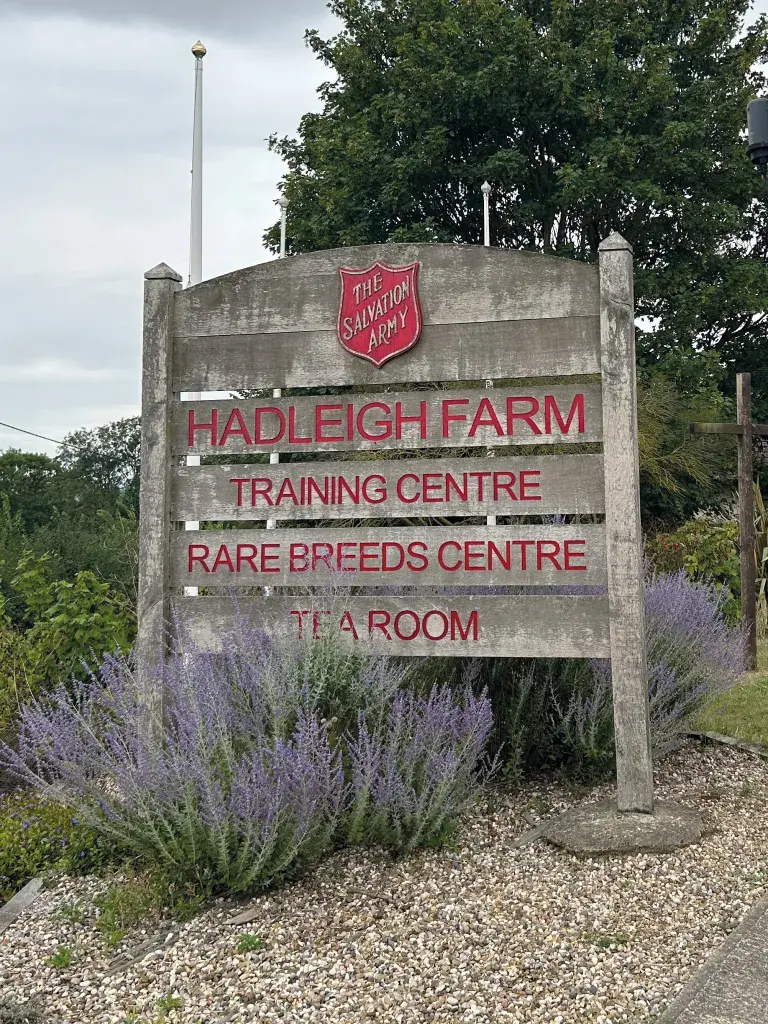 THE
SALVATION
ARMY
HADLEIGH FARM
TRAINING CENTRE
RARE BREEDS CENTRE
TEA ROOM